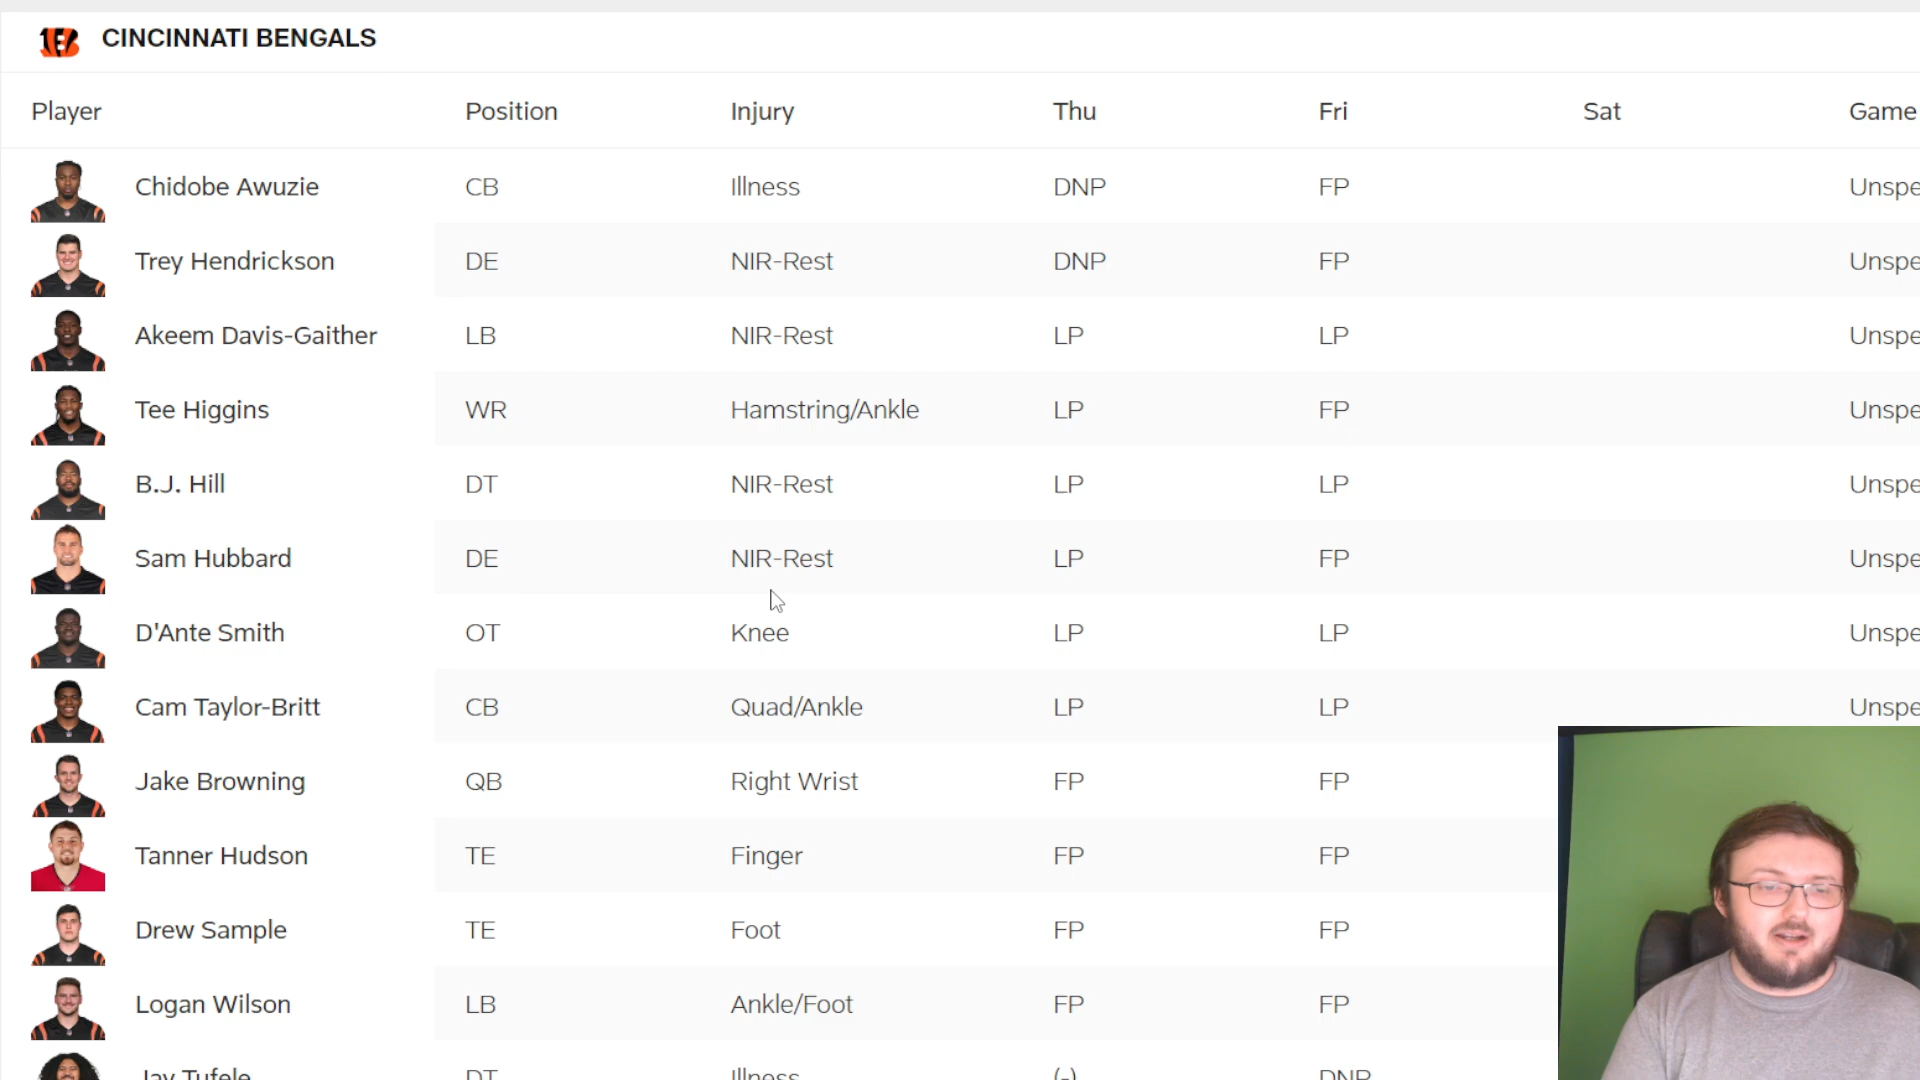 CINCINNATI BENGALS
Player Position Injury Thu Fri Sat Game
Chidobe Awuzie CB Illness DNP FP Unspe
Trey Hendrickson DE NIR-Rest DNP FP Unspe
Akeem Davis-Gaither LB NIR-Rest LP LP Unspe
Tee Higgins WR Hamstring/Ankle LP FP Unspe
B.J. Hill DT NIR-Rest LP LP Unspe
Sam Hubbard DE NIR-Rest LP FP Unspe
D'Ante Smith OT Knee LP LP Unspe
Cam Taylor-Britt CB Quad/Ankle LP LP Unspe
Jake Browning QB Right Wrist FP FP
Tanner Hudson TE Finger FP FP
Drew Sample TE Foot FP FP
Logan Wilson LB Ankle/Foot FP FP
Jay Tufele DT Illness (-) DNP